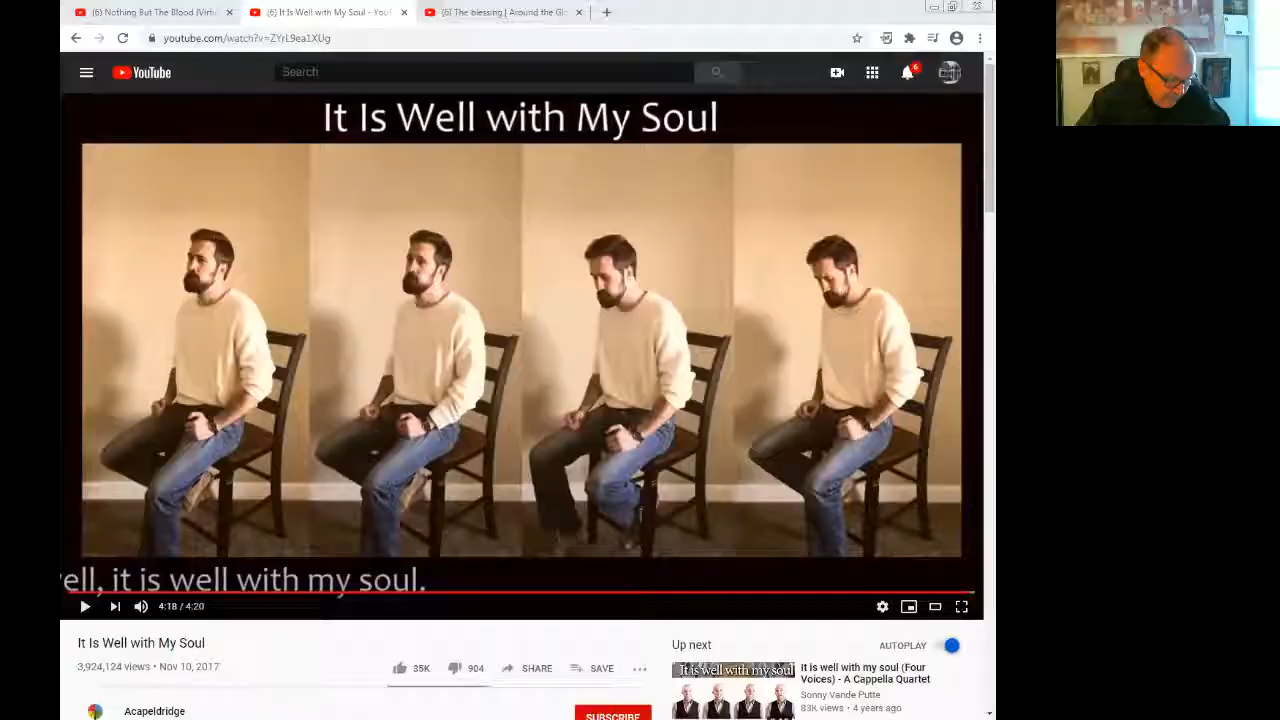 (6) Nothing But The Blood (Virtu
(6) It Is Well with My Soul - You
(6) The blessing | Around the Gl
youtube.com/watch?v=ZYrL9ea1XUg
YouTube
Search
6
It Is Well with My Soul
ell, it is well with my soul.
4:18 / 4:20
It Is Well with My Soul
3,924,124 views • Nov 10, 2017
35K
904
SHARE
SAVE
Acapeldridge
SUBSCRIBE
Up next
AUTOPLAY
It is well with my soul
It is well with my soul (Four
Voices) - A Cappella Quartet
Sonny Vande Putte
83K views • 4 years ago